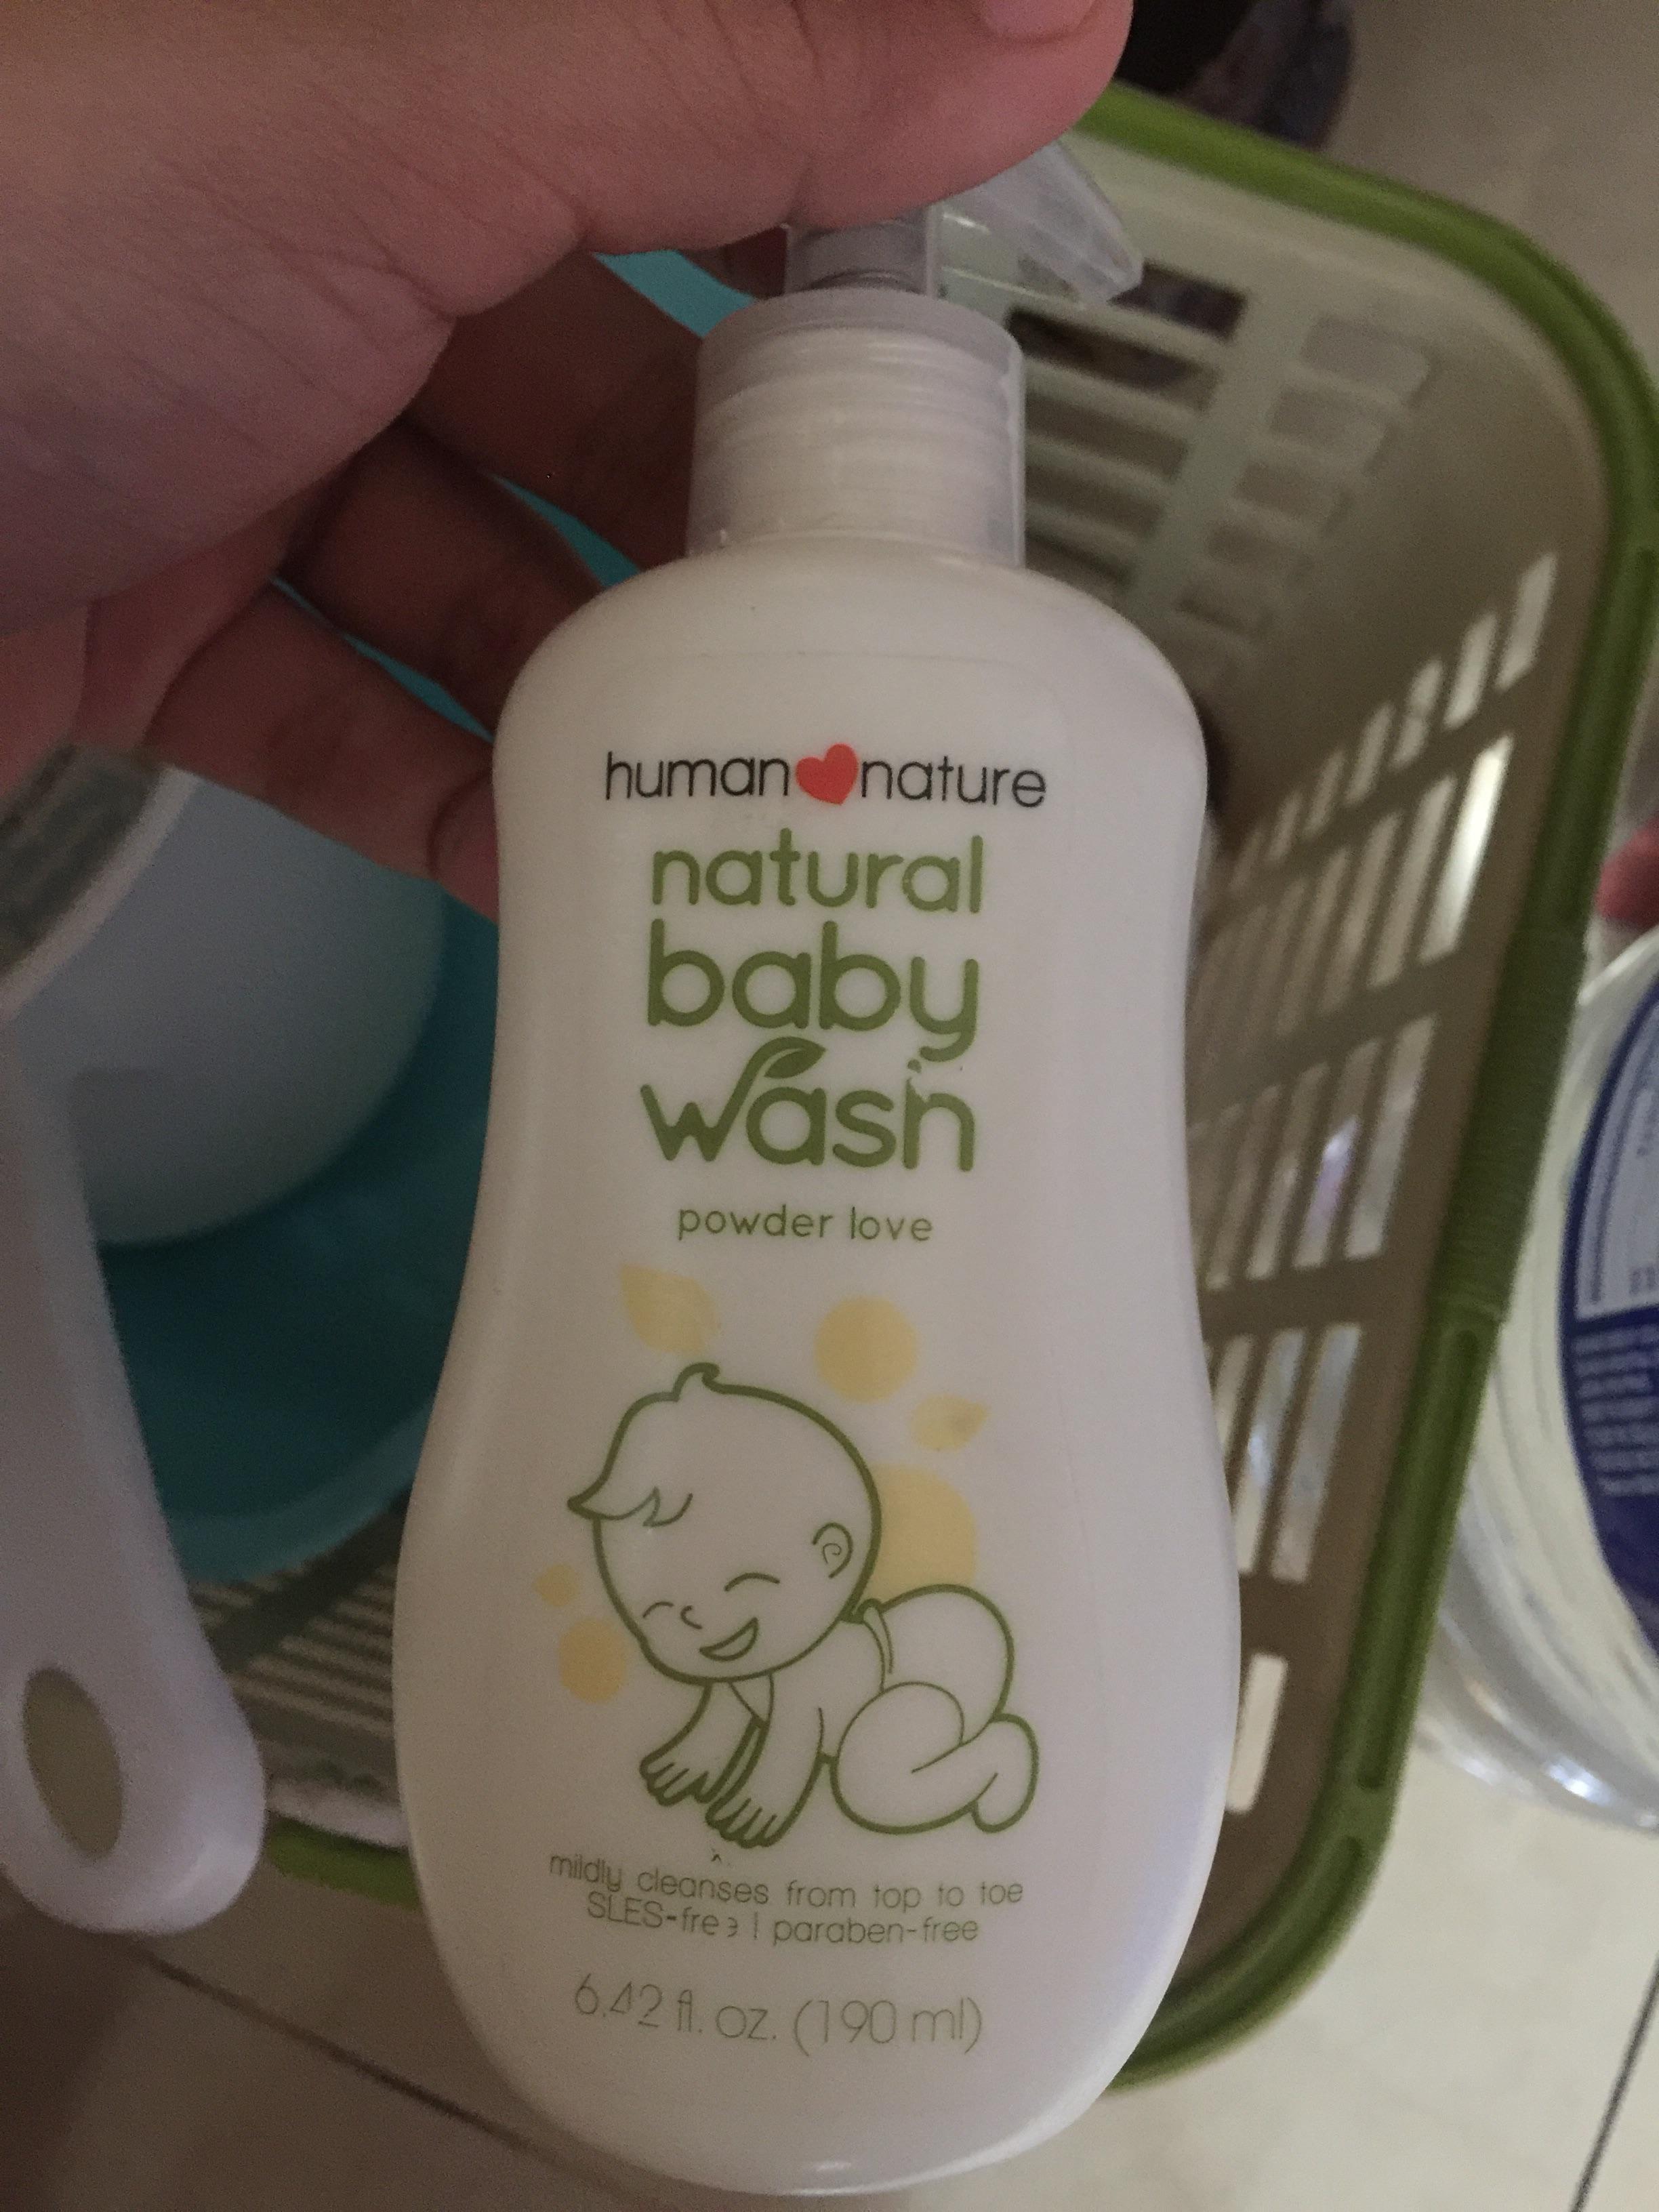 human nature
natural
baby
wash
powder love
mildly cleanses from top to toe
SLES-free | paraben-free
6.42 fl. oz. (190 ml)